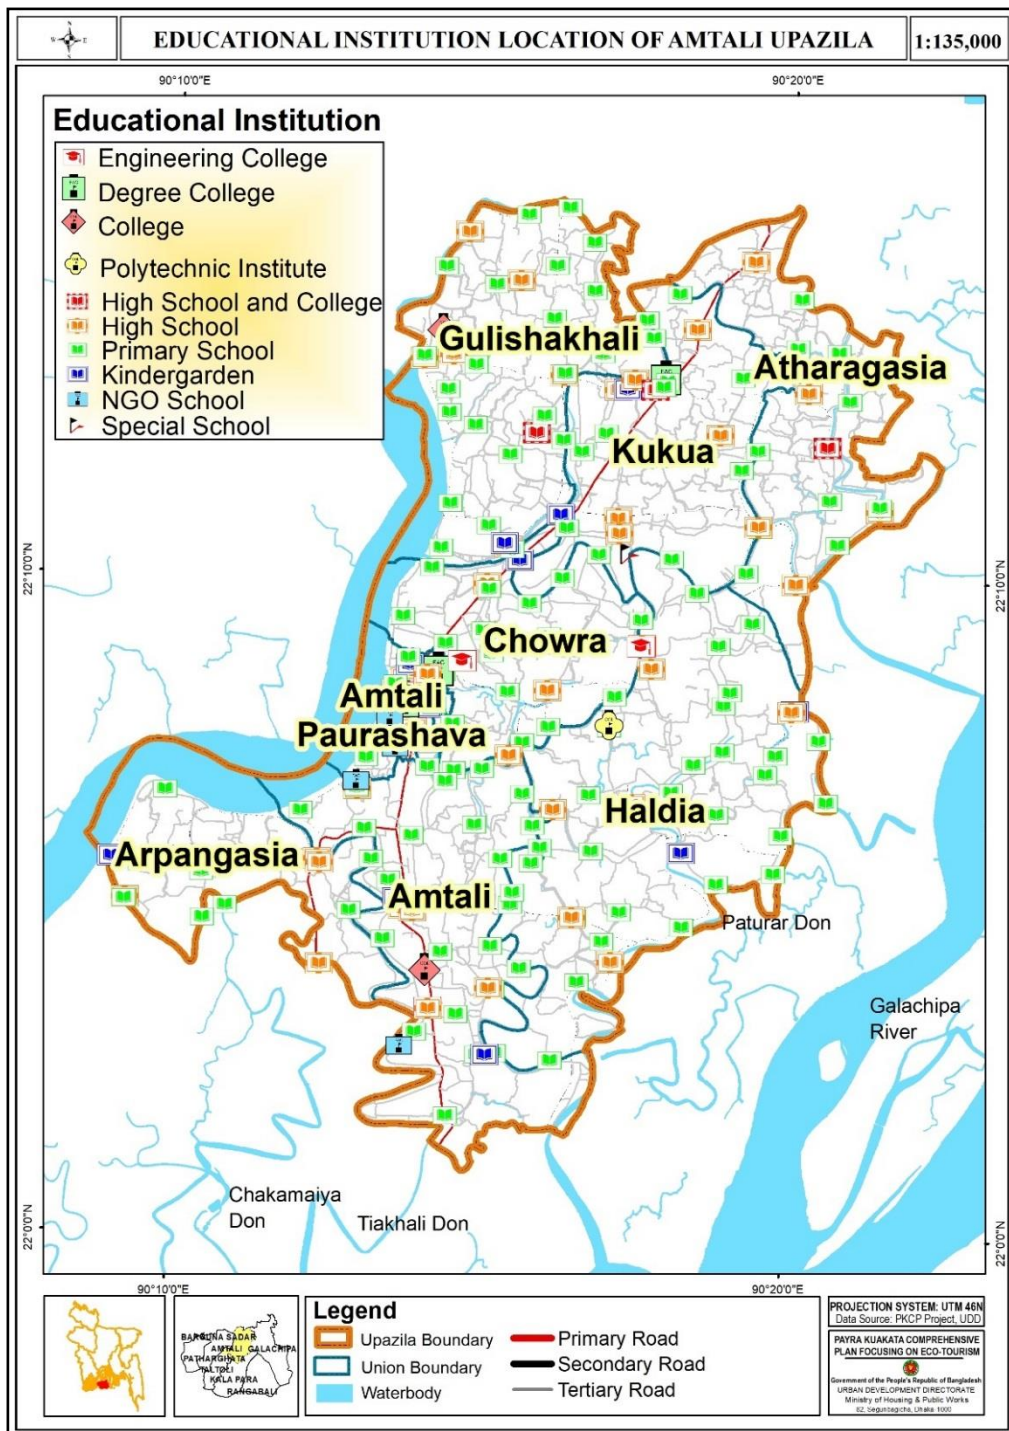 N
W E
S
EDUCATIONAL INSTITUTION LOCATION OF AMTALI UPAZILA
1:135,000
90°10'0"E
90°20'0"E
Educational Institution
Engineering College
Degree College
College
Polytechnic Institute
High School and College
High School
Primary School
Kindergarden
NGO School
Special School
Gulishakhali
Atharagasia
Kukua
22°10'0"N
22°10'0"N
Chowra
Amtali
Paurashava
Haldia
Arpangasia
Amtali
Paturar Don
Galachipa
River
Chakamaiya
Don
Tiakhali Don
22°0'0"N
22°0'0"N
90°10'0"E
90°20'0"E
BARGUNA SADAR
AMTALI GALACHIPA
PATHARGHATA
TALTOLI
KALA PARA
RANGABALI
Legend
Upazila Boundary
Union Boundary
Waterbody
Primary Road
Secondary Road
Tertiary Road
PROJECTION SYSTEM: UTM 46N
Data Source: PKCP Project, UDD
PAYRA KUAKATA COMPREHENSIVE
PLAN FOCUSING ON ECO-TOURISM
Government of the People's Republic of Bangladesh
URBAN DEVELOPMENT DIRECTORATE
Ministry of Housing & Public Works
82, Segunbagicha, Dhaka-1000